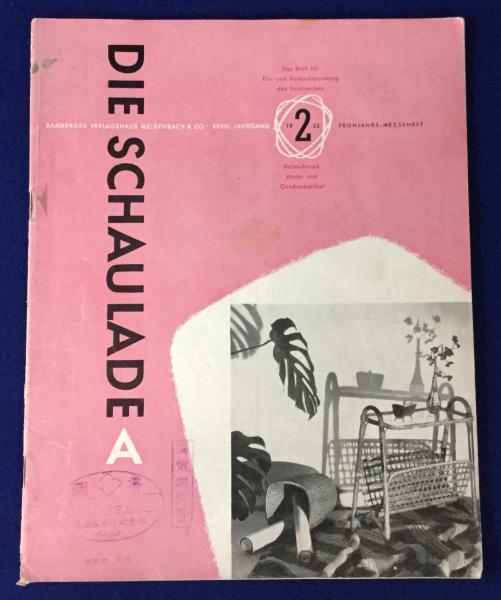 Das Blatt für
Ein- und Verkaufsberatung
des Fachhandels
BAMBERGER VERLAGSHAUS MEISENBACH & CO · XXVIII. JAHRGANG
19 2 53
FRÜHJAHRS-MESSEHEFT
Heimschmuck
Mode- und
Geschenkartikel
DIE SCHAULADE
A